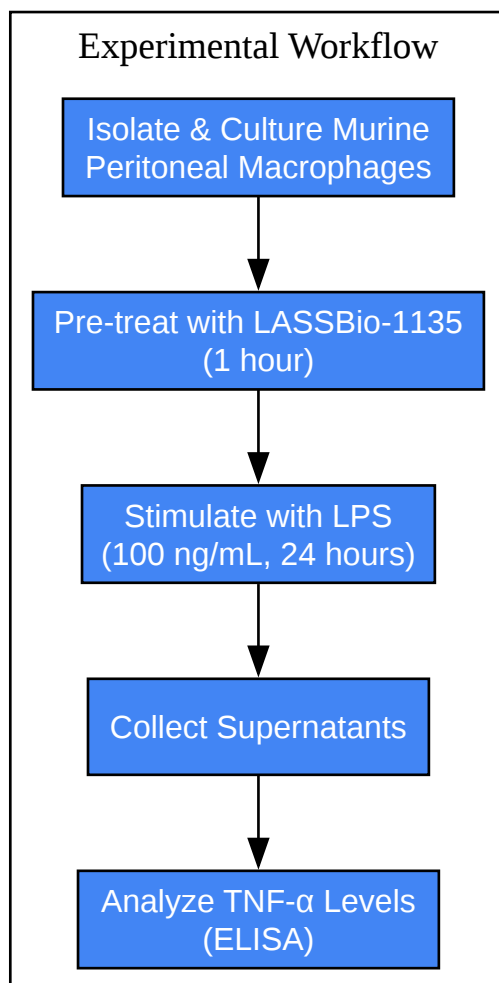 Experimental Workflow
Isolate & Culture Murine
Peritoneal Macrophages
Pre-treat with LASSBio-1135
(1 hour)
Stimulate with LPS
(100 ng/mL, 24 hours)
Collect Supernatants
Analyze TNF-α Levels
(ELISA)